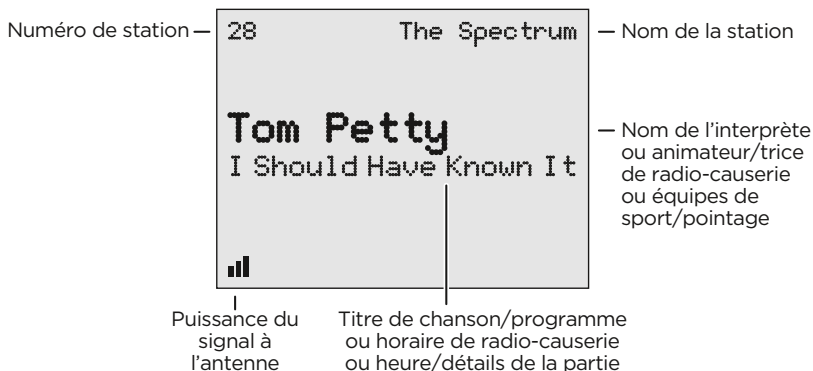 Numéro de station
28
The Spectrum
Nom de la station
Tom Petty
I Should Have Known It
Nom de l'interprète
ou animateur/trice
de radio-causerie
ou équipes de
sport/pointage
Puissance du
signal à
l'antenne
Titre de chanson/programme
ou horaire de radio-causerie
ou heure/détails de la partie